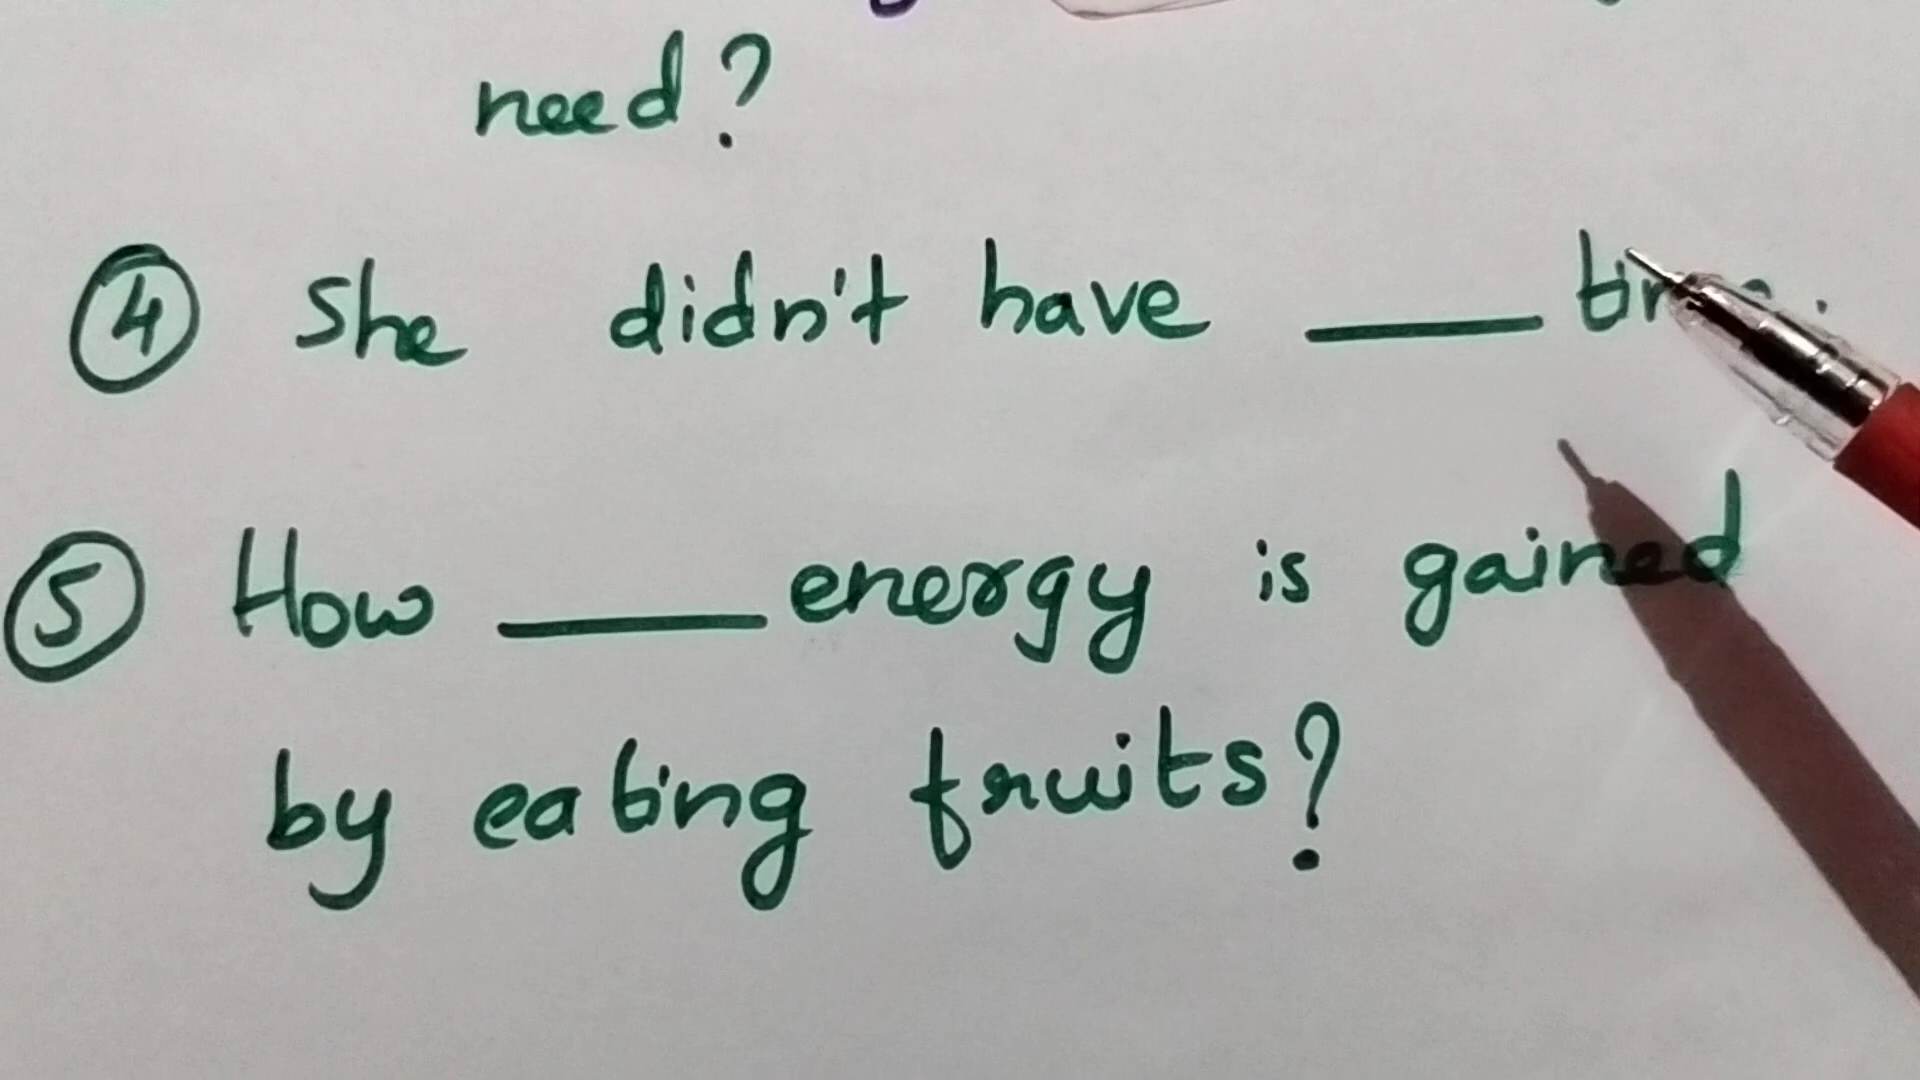 need?
④ She didn't have ____
⑤ How ____ energy is gained
by eating fruits?